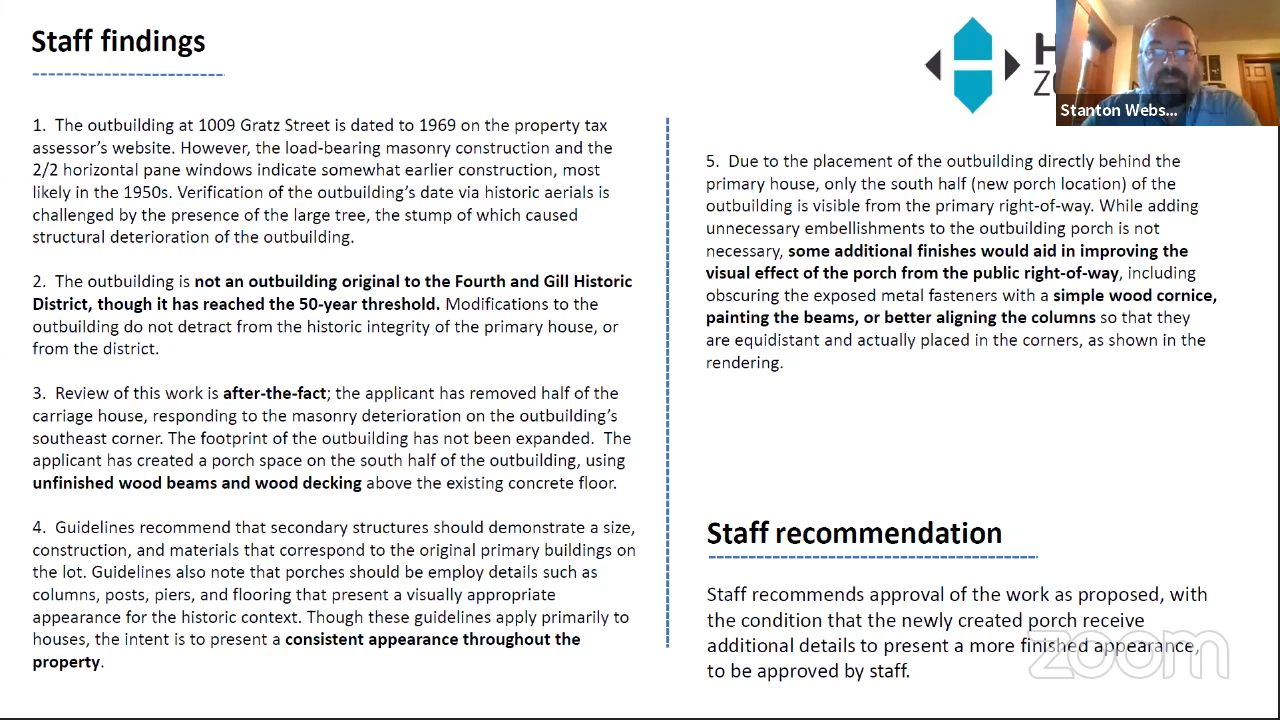 Staff findings
H
Stanton Webs...
1. The outbuilding at 1009 Gratz Street is dated to 1969 on the property tax
assessor's website. However, the load-bearing masonry construction and the
2/2 horizontal pane windows indicate somewhat earlier construction, most
likely in the 1950s. Verification of the outbuilding's date via historic aerials is
challenged by the presence of the large tree, the stump of which caused
structural deterioration of the outbuilding.
2. The outbuilding is not an outbuilding original to the Fourth and Gill Historic
District, though it has reached the 50-year threshold. Modifications to the
outbuilding do not detract from the historic integrity of the primary house, or
from the district.
3. Review of this work is after-the-fact; the applicant has removed half of the
carriage house, responding to the masonry deterioration on the outbuilding's
southeast corner. The footprint of the outbuilding has not been expanded. The
applicant has created a porch space on the south half of the outbuilding, using
unfinished wood beams and wood decking above the existing concrete floor.
4. Guidelines recommend that secondary structures should demonstrate a size,
construction, and materials that correspond to the original primary buildings on
the lot. Guidelines also note that porches should be employ details such as
columns, posts, piers, and flooring that present a visually appropriate
appearance for the historic context. Though these guidelines apply primarily to
houses, the intent is to present a consistent appearance throughout the
property.
5. Due to the placement of the outbuilding directly behind the
primary house, only the south half (new porch location) of the
outbuilding is visible from the primary right-of-way. While adding
unnecessary embellishments to the outbuilding porch is not
necessary, some additional finishes would aid in improving the
visual effect of the porch from the public right-of-way, including
obscuring the exposed metal fasteners with a simple wood cornice,
painting the beams, or better aligning the columns so that they
are equidistant and actually placed in the corners, as shown in the
rendering.
Staff recommendation
Staff recommends approval of the work as proposed, with
the condition that the newly created porch receive
additional details to present a more finished appearance,
to be approved by staff.
zoom